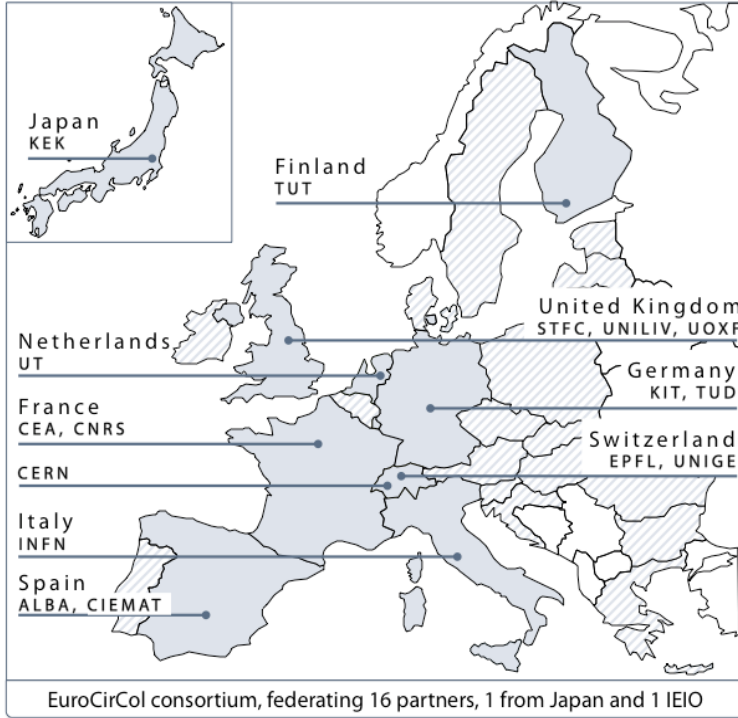 Japan
KEK
Finland
TUT
United Kingdom
STFC, UNILIV, UOXF
Netherlands
UT
Germany
KIT, TUD
France
CEA, CNRS
Switzerland
EPFL, UNIGE
CERN
Italy
INFN
Spain
ALBA, CIEMAT
EuroCirCol consortium, federating 16 partners, 1 from Japan and 1 IEIO